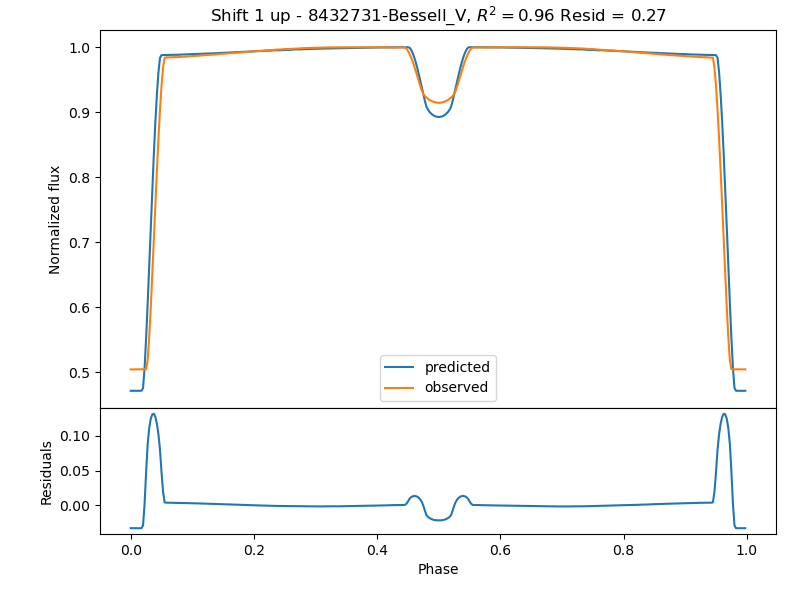 Shift 1 up - 8432731-Bessell_V, R² = 0.96 Resid = 0.27
Normalized flux
1.0
0.9
0.8
0.7
0.6
0.5
predicted
observed
Residuals
0.10
0.05
0.00
0.0 0.2 0.4 0.6 0.8 1.0
Phase